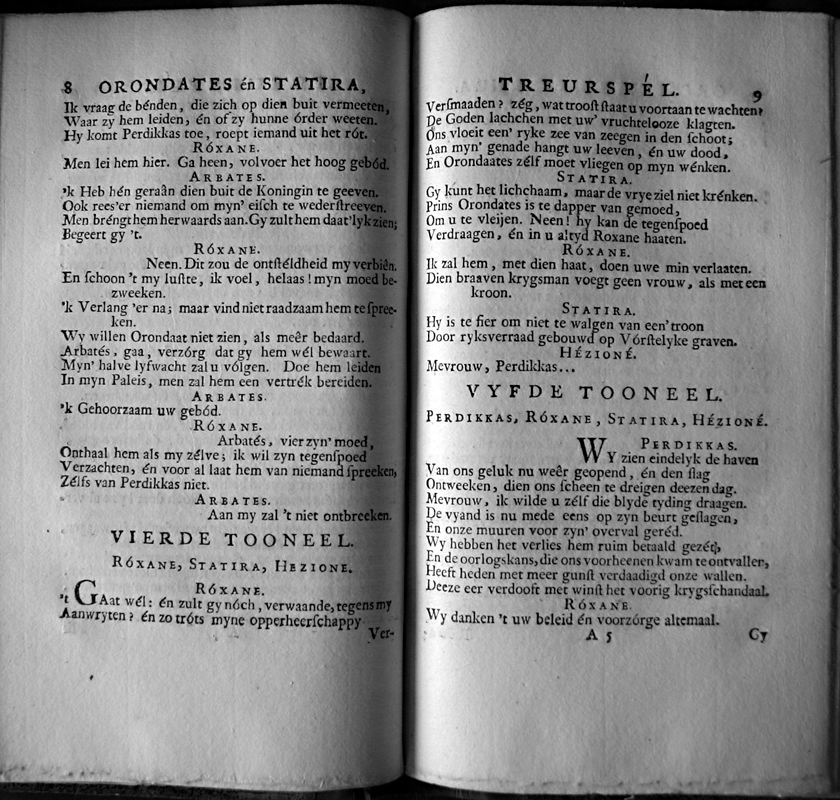 8 ORONDATES én STATIRA,
Ik vraag de bénden, die zich op dien buit vermeeten,
Waar zy hem leiden, én of zy hunne órder weeten.
Hy komt Perdikkas toe, roept iemand uit het rót.
RÓXANE.
Men lei hem hier. Ga heen, volvoer het hoog gebód.
ARBATES.
'k Heb hén geraân dien buit de Koningin te geeven.
Ook rees'er niemand om myn' eiſch te wederſtreeven.
Men bréngt hem herwaards aan. Gy zult hem daat'lyk zien;
Begeert gy 't.
RÓXANE.
Neen. Dit zou de ontſtéldheid my verbiên.
En ſchoon 't my luſtte, ik voel, helaas! myn moed be-
zweeken.
'k Verlang 'er na; maar vind niet raadzaam hem te ſpree-
ken.
Wy willen Orondaat niet zien, als meêr bedaard.
Arbatés, gaa, verzórg dat gy hem wél bewaart.
Myn' halve lyfwacht zal u vólgen. Doe hem leiden
In myn Paleis, men zal hem een vertrék bereiden.
ARBATES.
'k Gehoorzaam uw gebód.
RÓXANE.
Arbatés, vier zyn' moed,
Onthaal hem als my zélve; ik wil zyn tegenſpoed
Verzachten, én voor al laat hem van niemand ſpreeken,
Zélfs van Perdikkas niet.
ARBATES.
Aan my zal 't niet ontbreeken.
VIERDE TOONEEL.
RÓXANE, STATIRA, HEZIONE.
RÓXANE.
't GAat wél: én zult gy nóch, verwaande, tegens my
Aanwryten? én zo tróts myne opperheerſchappy
Ver-
TREURSPÉL. 9
Verſmaaden? zég, wat trooſt ſtaat u voortaan te wachten?
De Goden lachchen met uw' vruchtelooze klagten.
Ons vloeit een' ryke zee van zeegen in den ſchoot;
Aan myn' genade hangt uw leeven, én uw dood,
En Orondaates zélf moet vliegen op myn wénken.
STATIRA.
Gy kunt het lichchaam, maar de vrye ziel niet krénken.
Prins Orondates is te dapper van gemoed,
Om u te vleijen. Neen! hy kan de tegenſpoed
Verdraagen, én in u altyd Roxane haaten.
RÓXANE.
Ik zal hem, met dien haat, doen uwe min verlaaten.
Dien braaven krygsman voegt geen vrouw, als met een
kroon.
STATIRA.
Hy is te fier om niet te walgen van een' troon
Door ryksverraad gebouwd op Vórſtelyke graven.
HÉZIONÉ.
Mevrouw, Perdikkas...
VYFDE TOONEEL.
PERDIKKAS, RÓXANE, STATIRA, HÉZIONÉ.
PERDIKKAS.
WY zien eindelyk de haven
Van ons geluk nu weêr geopend, én den ſlag
Ontweeken, dien ons ſcheen te dreigen deezen dag.
Mevrouw, ik wilde u zélf die blyde tyding draagen.
De vyand is nu mede eens op zyn beurt geſlagen,
En onze muuren voor zyn' overval geréd.
Wy hebben het verlies hem ruim betaald gezét,
En de oorlogskans, die ons voorheenen kwam te ontvaller,
Heeft heden met meer gunſt verdaadigd onze wallen.
Deeze eer verdooft met winſt het voorig krygſchandaal.
RÓXANE.
Wy danken 't uw beleid én voorzórge altemaal.
A 5 Gy